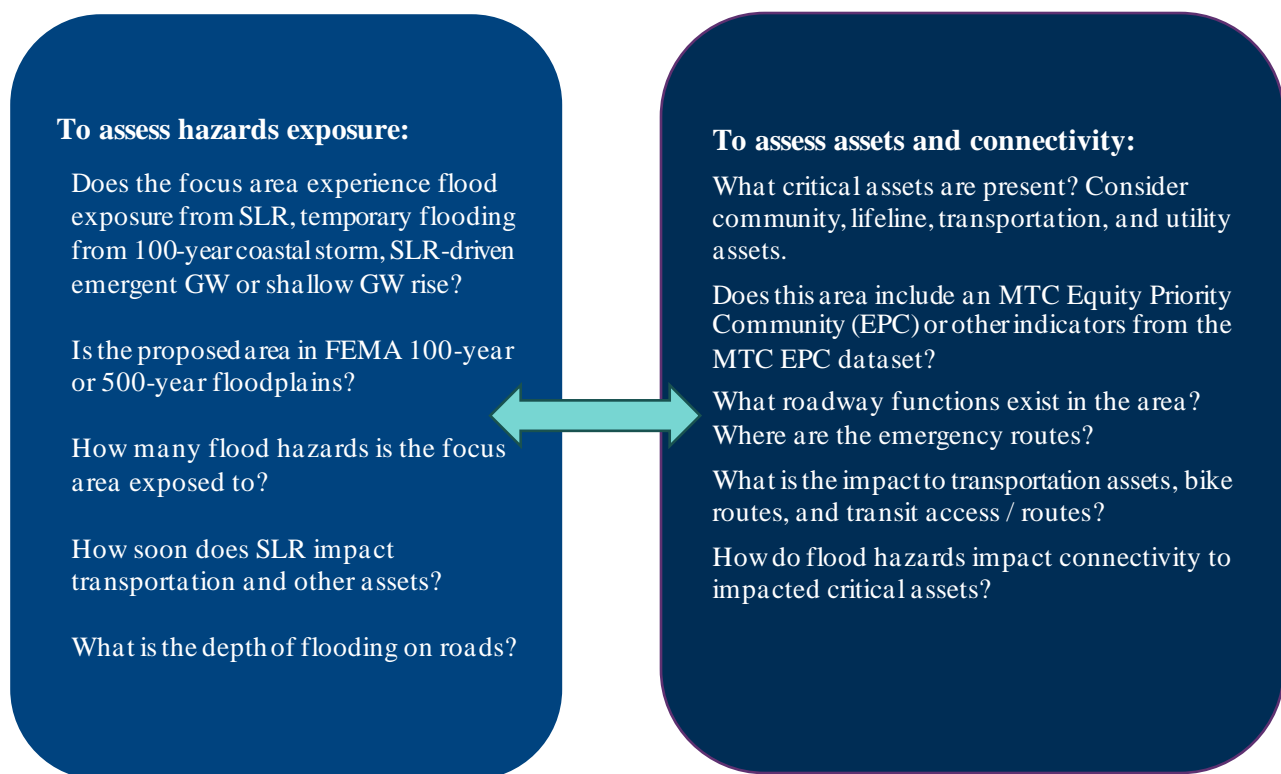 To assess hazards exposure:
Does the focus area experience flood
exposure from SLR, temporary flooding
from 100-year coastal storm, SLR-driven
emergent GW or shallow GW rise?
Is the proposed area in FEMA 100-year
or 500-year floodplains?
How many flood hazards is the focus
area exposed to?
How soon does SLR impact
transportation and other assets?
What is the depth of flooding on roads?
To assess assets and connectivity:
What critical assets are present? Consider
community, lifeline, transportation, and utility
assets.
Does this area include an MTC Equity Priority
Community (EPC) or other indicators from the
MTC EPC dataset?
What roadway functions exist in the area?
Where are the emergency routes?
What is the impact to transportation assets, bike
routes, and transit access / routes?
How do flood hazards impact connectivity to
impacted critical assets?